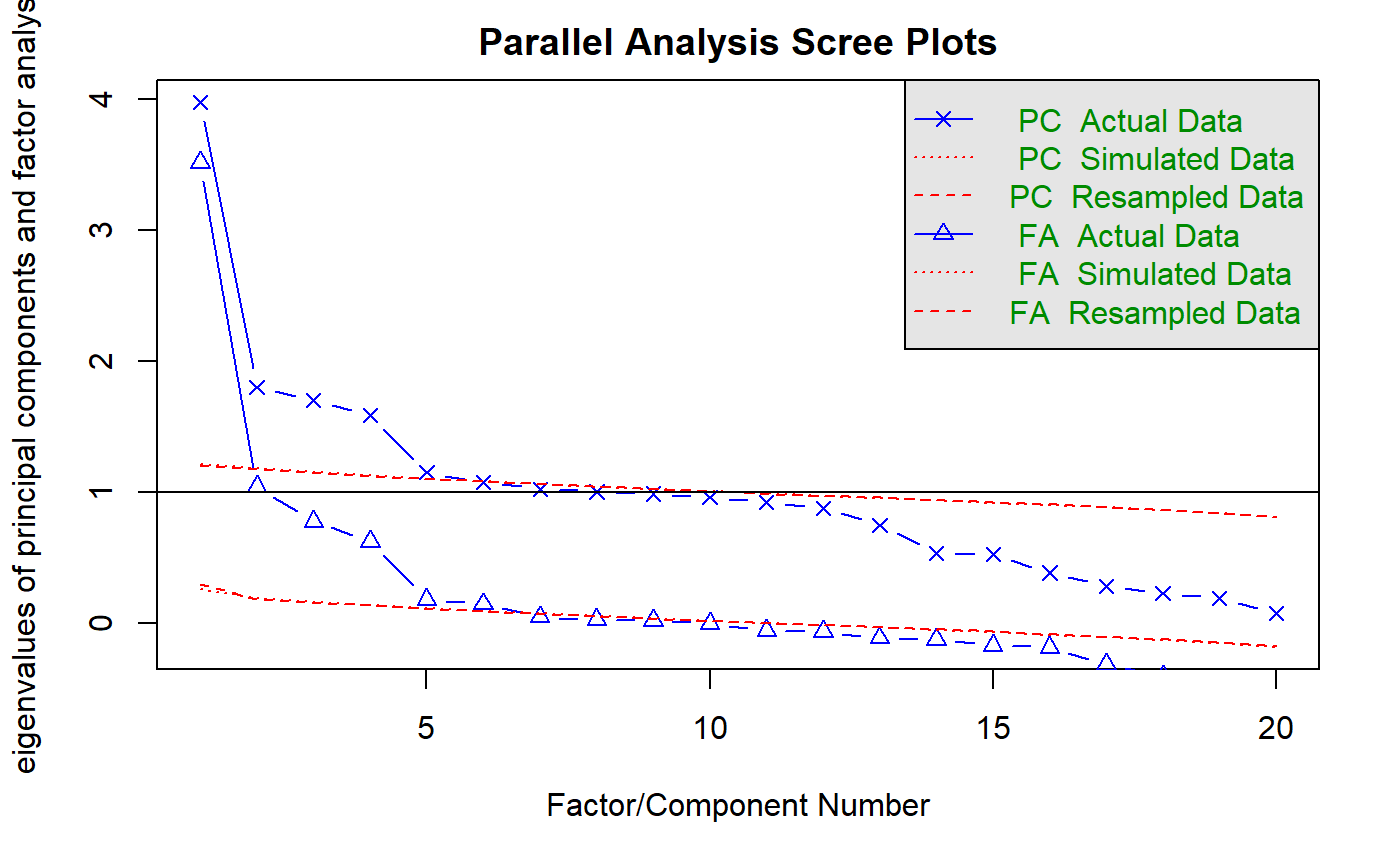 Parallel Analysis Scree Plots
eigenvalues of principal components and factor analys
4
3
2
1
0
PC Actual Data
PC Simulated Data
PC Resampled Data
FA Actual Data
FA Simulated Data
FA Resampled Data
5
10
15
20
Factor/Component Number